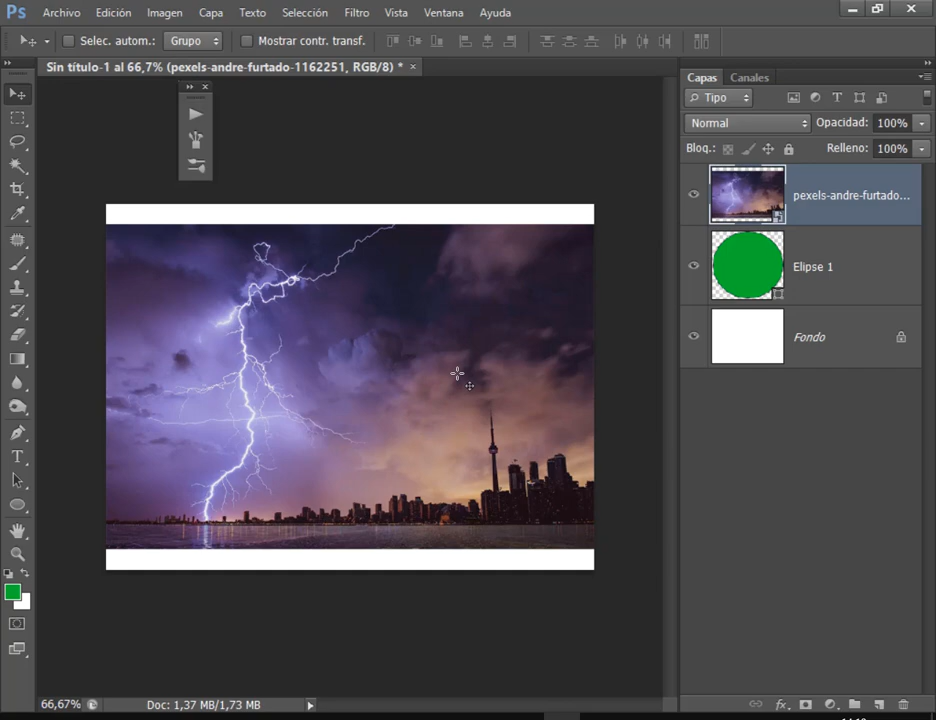 Ps Archivo Edición Imagen Capa Texto Selección Filtro Vista Ventana Ayuda
Selec. autom.: Grupo Mostrar contr. transf.
Sin título-1 al 66,7% (pexels-andre-furtado-1162251, RGB/8) * ×
Capas Canales
Tipo
Normal Opacidad: 100%
Bloq.: Relleno: 100%
pexels-andre-furtado...
Elipse 1
Fondo
66,67% Doc: 1,37 MB/1,73 MB
fx